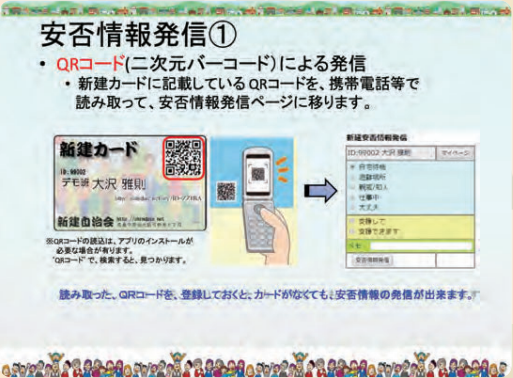 安否情報発信①
• QRコード(二次元バーコード)による発信
• 新建カードに記載しているQRコードを、携帯電話等で
読み取って、安否情報発信ページに移ります。
新建カード
ID:98002
デモ班 大沢 雅則
新建自治会
※QRコードの読込は、アプリのインストールが
必要な場合が有ります。
"QRコード"で、検索すると、見つかります。
新建安否情報発信
ID:98002 大沢 雅則 マイページ
自宅待機
避難場所
親戚/知人
仕事中
大丈夫
支援して
支援できます
メモ
安否情報発信
読み取った、QRコードを、登録しておくと、カードがなくても、安否情報の発信が出来ます。